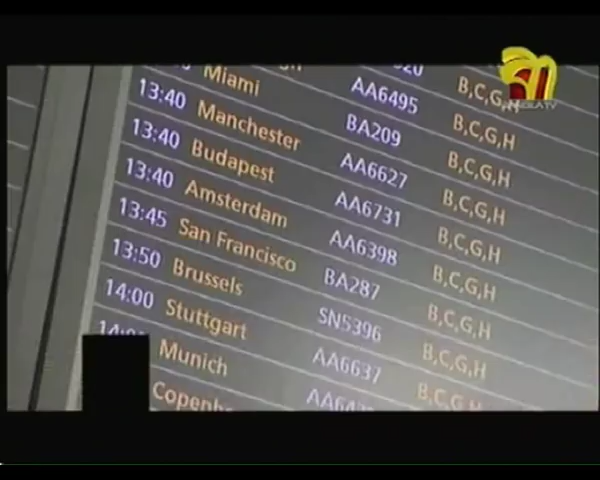 B,C,G,H
AA6495 B,C,G,H
Miami BA209 B,C,G,H
13:40 Manchester AA6627 B,C,G,H
13:40 Budapest AA6731 B,C,G,H
13:40 Amsterdam AA6398 B,C,G,H
13:45 San Francisco BA287 B,C,G,H
13:50 Brussels SN5396 B,C,G,H
14:00 Stuttgart AA6637 B,C,G,H
Munich